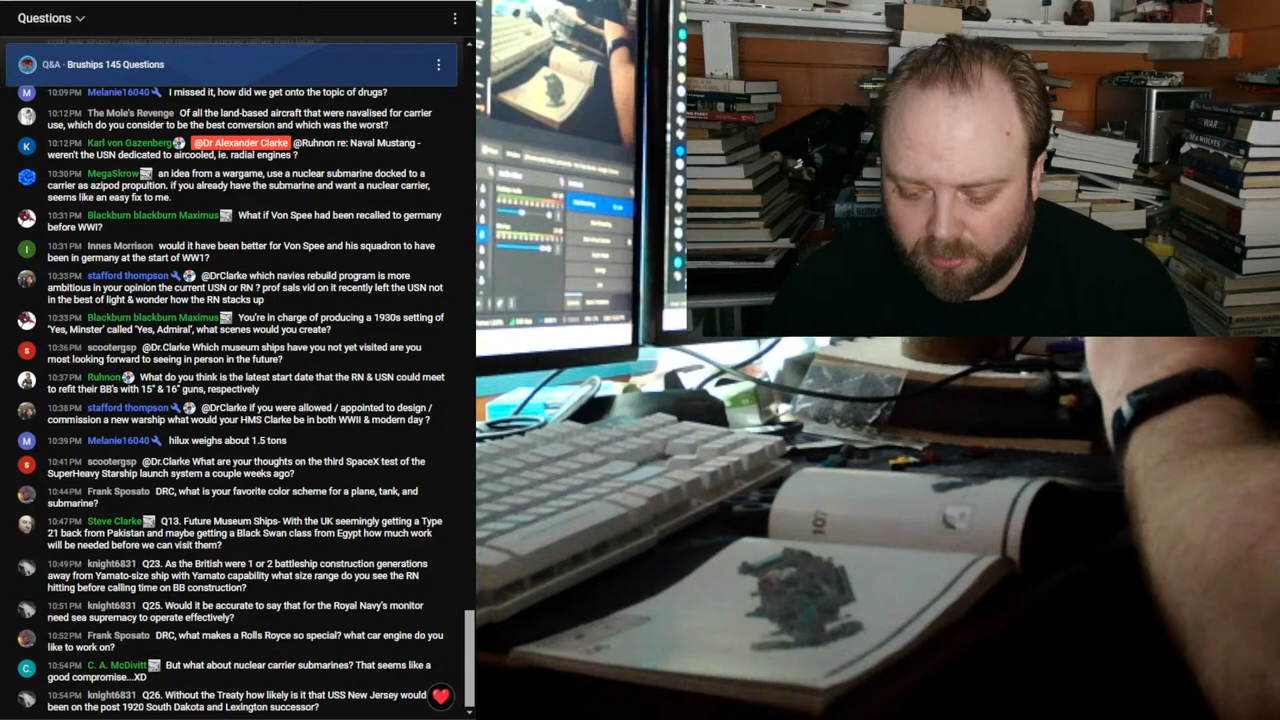 Questions
Q&A · Bruships 145 Questions
10:09PM Melanie16040 I missed it, how did we get onto the topic of drugs?
10:12PM The Mole's Revenge Of all the land-based aircraft that were navalised for carrier
use, which do you consider to be the best conversion and which was the worst?
10:12PM Karl von Gazenberg @Dr Alexander Clarke @Ruhnon re: Naval Mustang -
weren't the USN dedicated to aircooled, ie. radial engines ?
10:30PM MegaSkrow an idea from a wargame, use a nuclear submarine docked to a
carrier as azipod propultion. if you already have the submarine and want a nuclear carrier,
seems like an easy fix to me.
10:31PM Blackburn blackburn Maximus What if Von Spee had been recalled to germany
before WWI?
10:31PM Innes Morrison would it have been better for Von Spee and his squadron to have
been in germany at the start of WW1?
10:33PM stafford thompson @DrClarke which navies rebuild program is more
ambitious in your opinion the current USN or RN ? prof sals vid on it recently left the USN not
in the best of light & wonder how the RN stacks up
10:33PM Blackburn blackburn Maximus You're in charge of producing a 1930s setting of
'Yes, Minster' called 'Yes, Admiral', what scenes would you create?
10:36PM scootergsp @Dr.Clarke Which museum ships have you not yet visited are you
most looking forward to seeing in person in the future?
10:37PM Ruhnon What do you think is the latest start date that the RN & USN could meet
to refit their BB's with 15" & 16" guns, respectively
10:38PM stafford thompson @DrClarke if you were allowed / appointed to design /
commission a new warship what would your HMS Clarke be in both WWII & modern day ?
10:39PM Melanie16040 hilux weighs about 1.5 tons
10:41PM scootergsp @Dr.Clarke What are your thoughts on the third SpaceX test of the
SuperHeavy Starship launch system a couple weeks ago?
10:44PM Frank Sposato DRC, what is your favorite color scheme for a plane, tank, and
submarine?
10:47PM Steve Clarke Q13. Future Museum Ships- With the UK seemingly getting a Type
21 back from Pakistan and maybe getting a Black Swan class from Egypt how much work
will be needed before we can visit them?
10:49PM knight6831 Q23. As the British were 1 or 2 battleship construction generations
away from Yamato-size ship with Yamato capability what size range do you see the RN
hitting before calling time on BB construction?
10:51PM knight6831 Q25. Would it be accurate to say that for the Royal Navy's monitor
need sea supremacy to operate effectively?
10:52PM Frank Sposato DRC, what makes a Rolls Royce so special? what car engine do you
like to work on?
10:54PM C. A. McDivitt But what about nuclear carrier submarines? That seems like a
good compromise...XD
10:54PM knight6831 Q26. Without the Treaty how likely is it that USS New Jersey would
been on the post 1920 South Dakota and Lexington successor?
WAR
SEA WOLVES
107